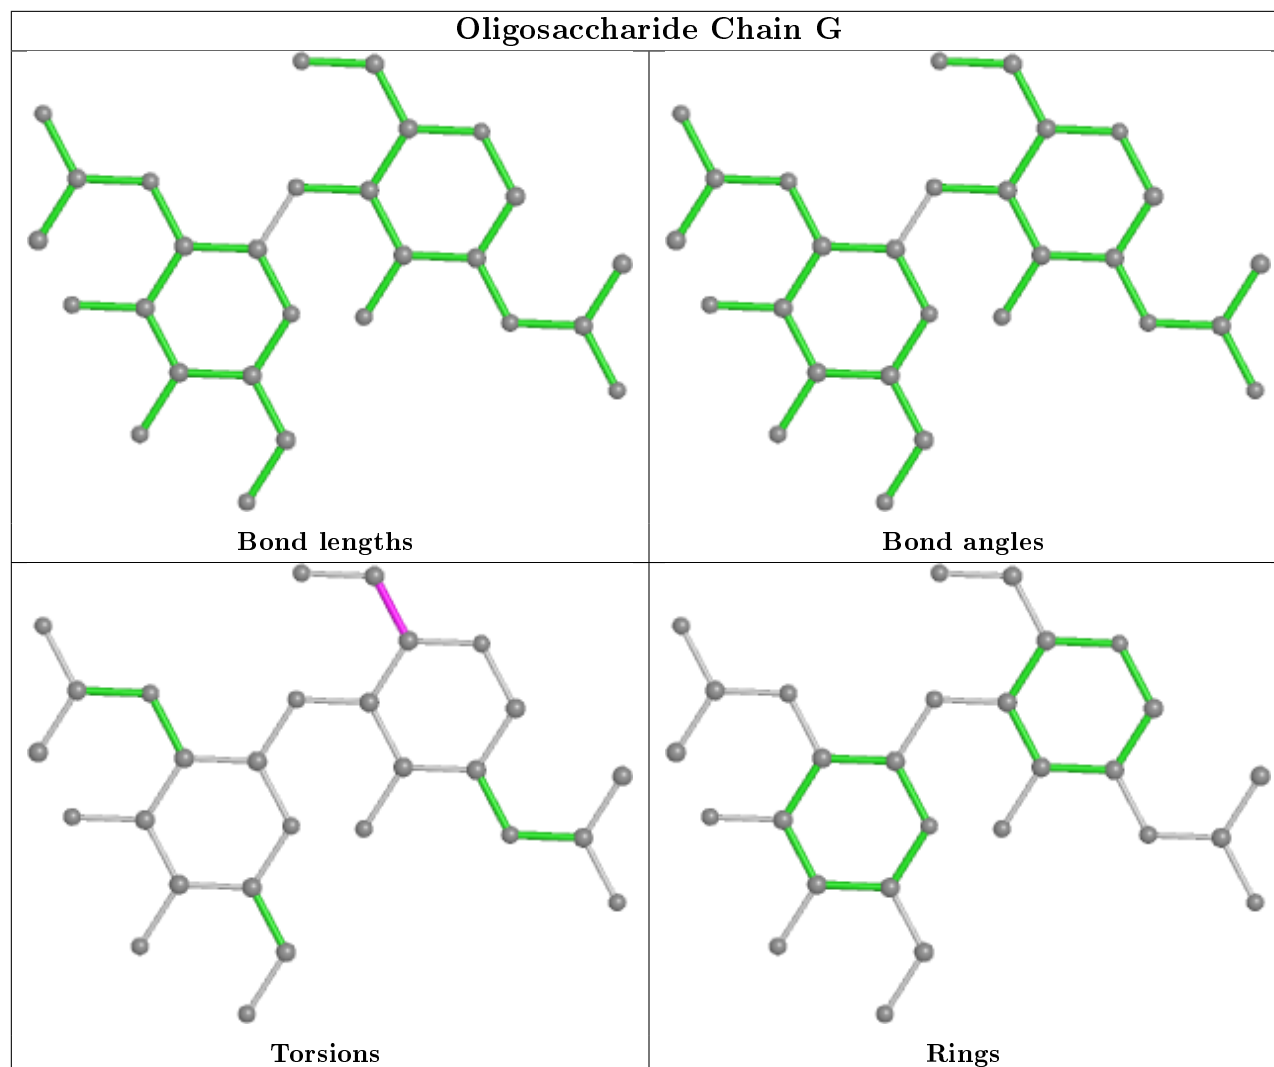 Oligosaccharide Chain G
Bond lengths
Bond angles
Torsions
Rings